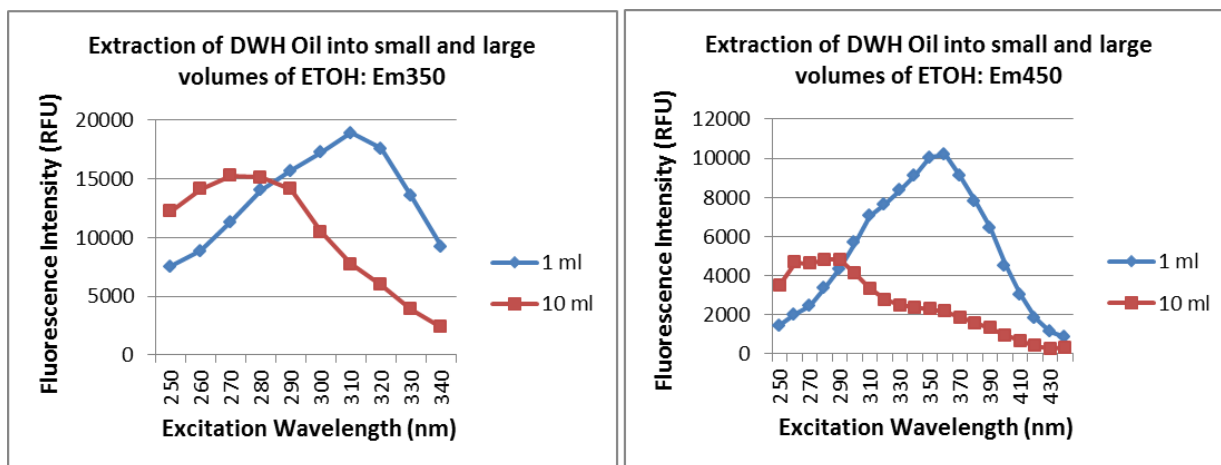 Extraction of DWH Oil into small and large
volumes of ETOH: Em350
Fluorescence Intensity (RFU)
20000
15000
10000
5000
0
250 260 270 280 290 300 310 320 330 340
Excitation Wavelength (nm)
1 ml
10 ml
Extraction of DWH Oil into small and large
volumes of ETOH: Em450
Fluorescence Intensity (RFU)
12000
10000
8000
6000
4000
2000
0
250 270 290 310 330 350 370 390 410 430
Excitation Wavelength (nm)
1 ml
10 ml